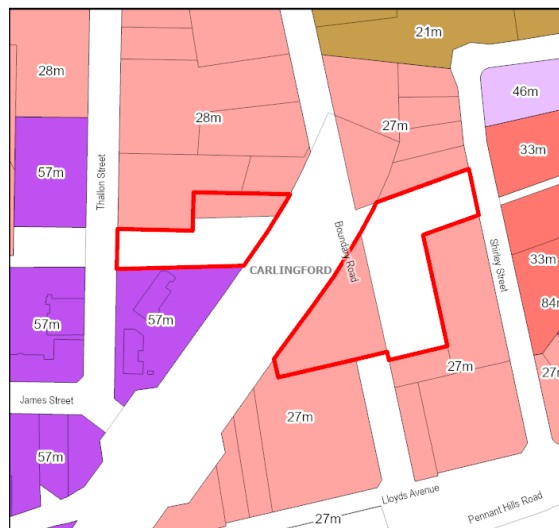 21m
28m
46m
28m
27m
33m
57m
Thallon Street
Boundary Road
Shirley Street
CARLINGFORD
33m
57m
57m
84m
27m
27m
James Street
27m
57m
Lloyds Avenue
Pennant Hills Road
27m